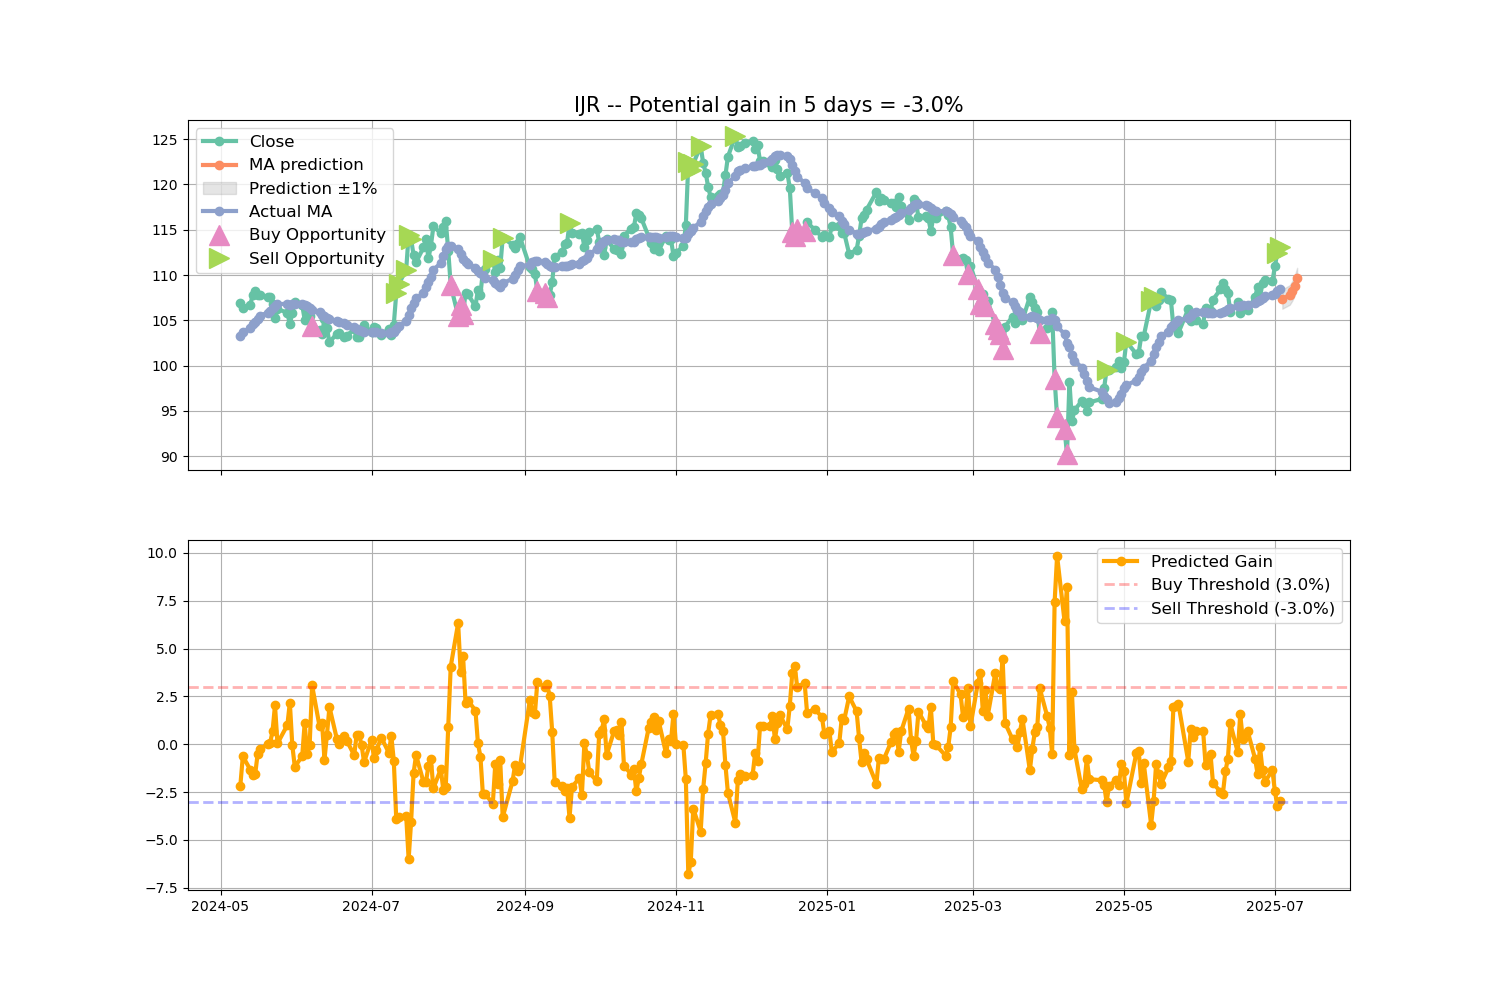 IJR -- Potential gain in 5 days = -3.0%
Close
MA prediction
Prediction ±1%
Actual MA
Buy Opportunity
Sell Opportunity
125
120
115
110
105
100
95
90
Predicted Gain
Buy Threshold (3.0%)
Sell Threshold (-3.0%)
10.0
7.5
5.0
2.5
0.0
−2.5
−5.0
−7.5
2024-05 2024-07 2024-09 2024-11 2025-01 2025-03 2025-05 2025-07